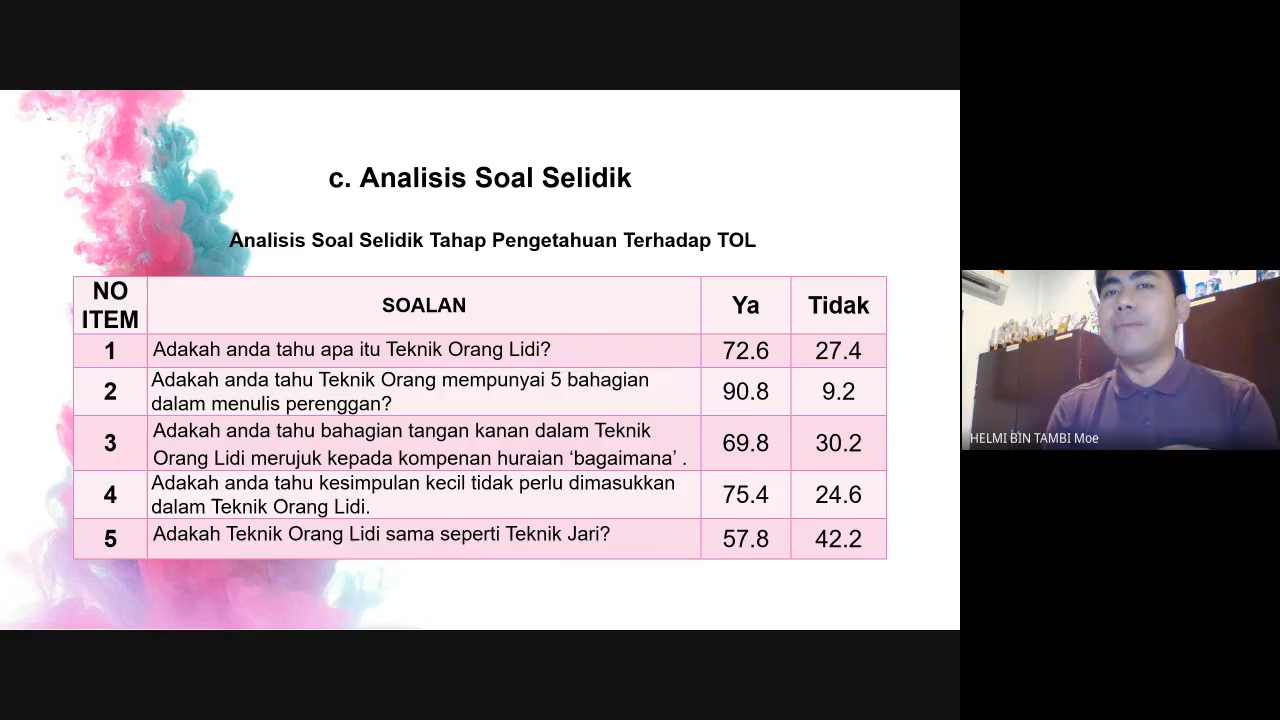 c. Analisis Soal Selidik
Analisis Soal Selidik Tahap Pengetahuan Terhadap TOL
NO ITEM SOALAN Ya Tidak
1 Adakah anda tahu apa itu Teknik Orang Lidi? 72.6 27.4
2 Adakah anda tahu Teknik Orang mempunyai 5 bahagian
dalam menulis perenggan? 90.8 9.2
3 Adakah anda tahu bahagian tangan kanan dalam Teknik
Orang Lidi merujuk kepada kompenan huraian ‘bagaimana’ . 69.8 30.2
4 Adakah anda tahu kesimpulan kecil tidak perlu dimasukkan
dalam Teknik Orang Lidi. 75.4 24.6
5 Adakah Teknik Orang Lidi sama seperti Teknik Jari? 57.8 42.2
HELMI BIN TAMBI Moe